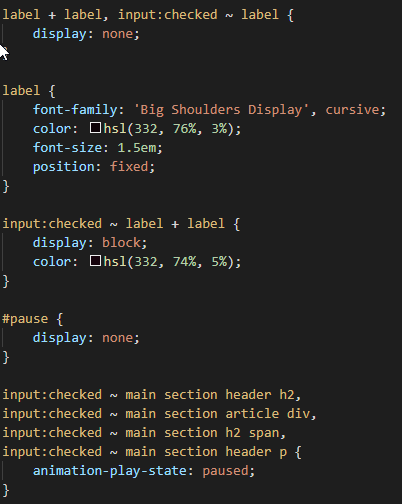 label + label, input:checked ~ label {
    display: none;
}
label {
    font-family: 'Big Shoulders Display', cursive;
    color: hsl(332, 76%, 3%);
    font-size: 1.5em;
    position: fixed;
}
input:checked ~ label + label {
    display: block;
    color: hsl(332, 74%, 5%);
}
#pause {
    display: none;
}
input:checked ~ main section header h2,
input:checked ~ main section article div,
input:checked ~ main section h2 span,
input:checked ~ main section header p {
    animation-play-state: paused;
}